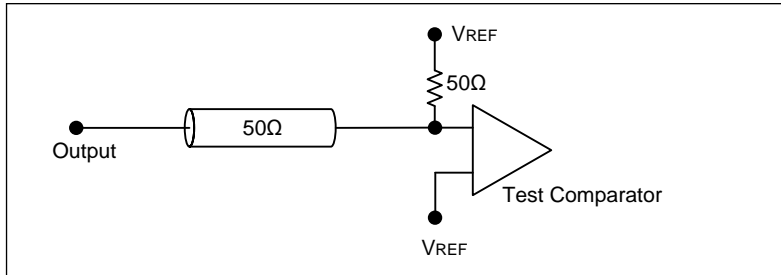 VREF
50Ω
50Ω
Output
Test Comparator
VREF